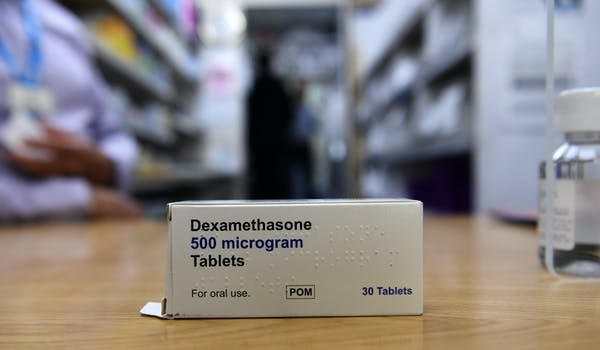 Dexamethasone
500 microgram
Tablets
For oral use. POM 30 Tablets